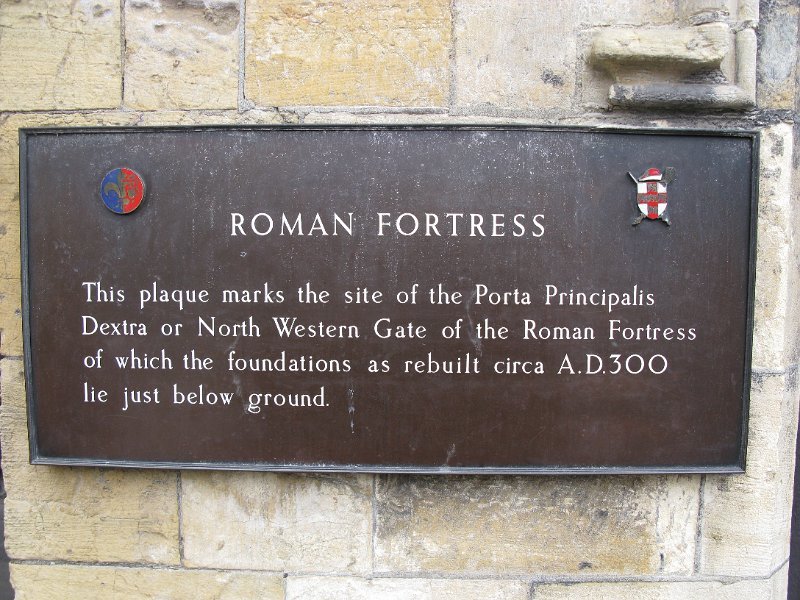 ROMAN FORTRESS
This plaque marks the site of the Porta Principalis
Dextra or North Western Gate of the Roman Fortress
of which the foundations as rebuilt circa A.D.300
lie just below ground.